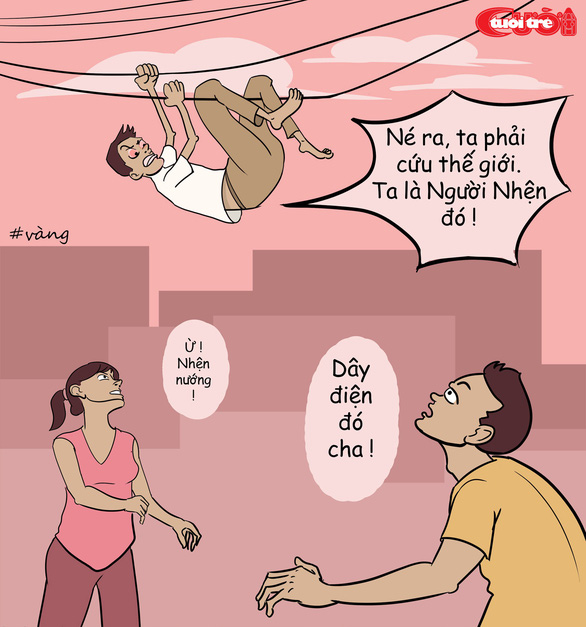 tuổi trẻ
CƯỜI
Né ra, ta phải
cứu thế giới.
Ta là Người Nhện
đó !
#vàng
Ừ !
Nhện
nướng
!
Dây
điện
đó
cha !